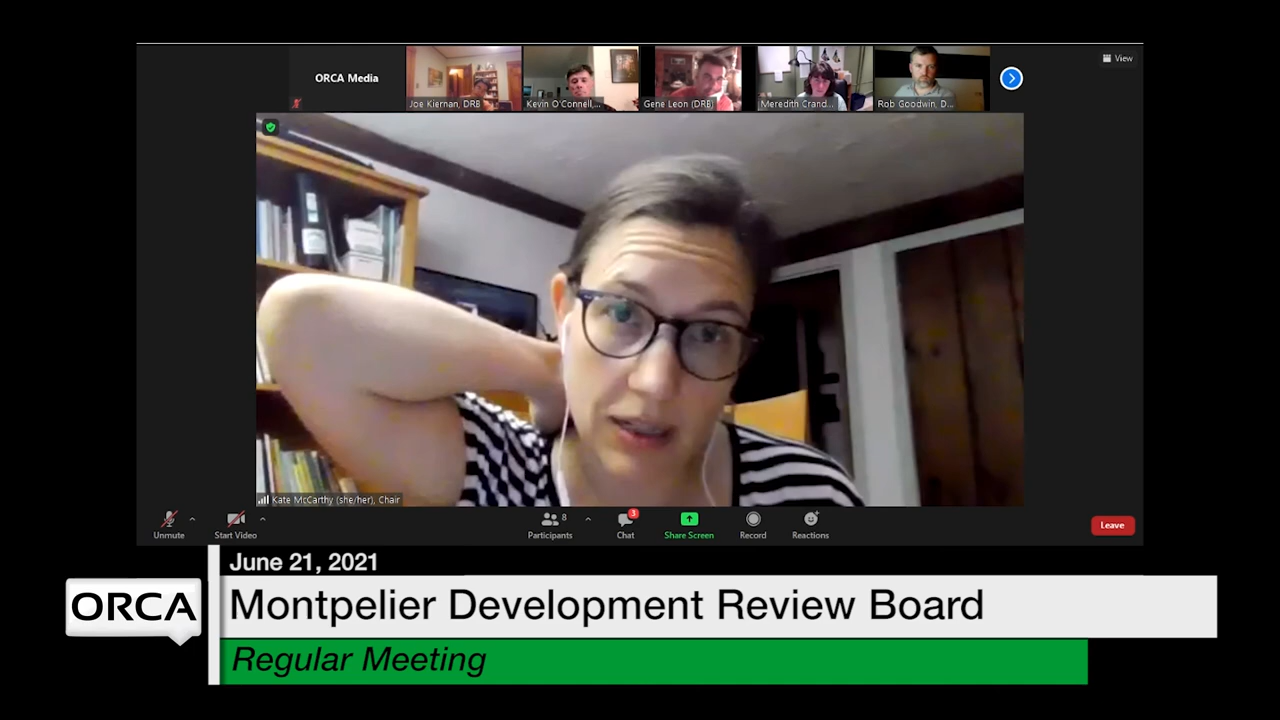 View
ORCA Media
Joe Kiernan, DRB
Kevin O'Connell,...
Gene Leon (DRB)
Meredith Crand...
Rob Goodwin, D...
Kate McCarthy (she/her), Chair
8
3
Unmute
Start Video
Participants
Chat
Share Screen
Record
Reactions
Leave
June 21, 2021
ORCA
Montpelier Development Review Board
Regular Meeting